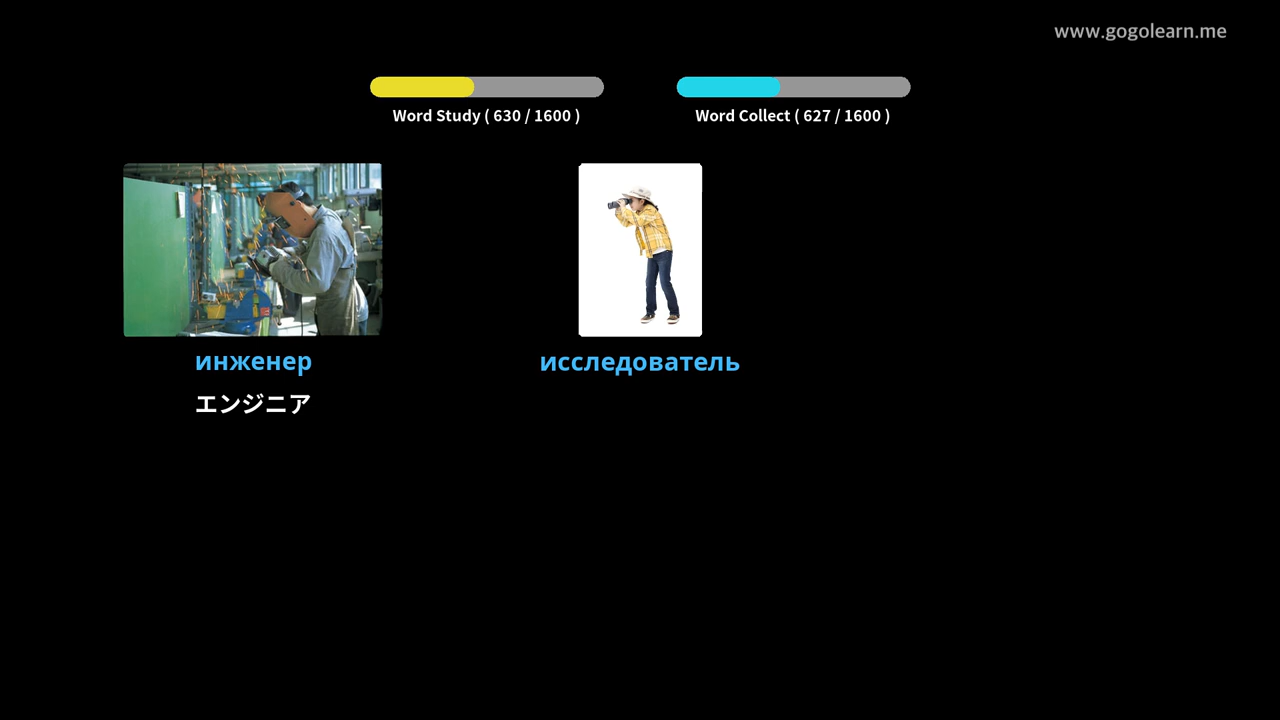 www.gogolearn.me
Word Study ( 630 / 1600 )
Word Collect ( 627 / 1600 )
инженер
исследователь
エンジニア